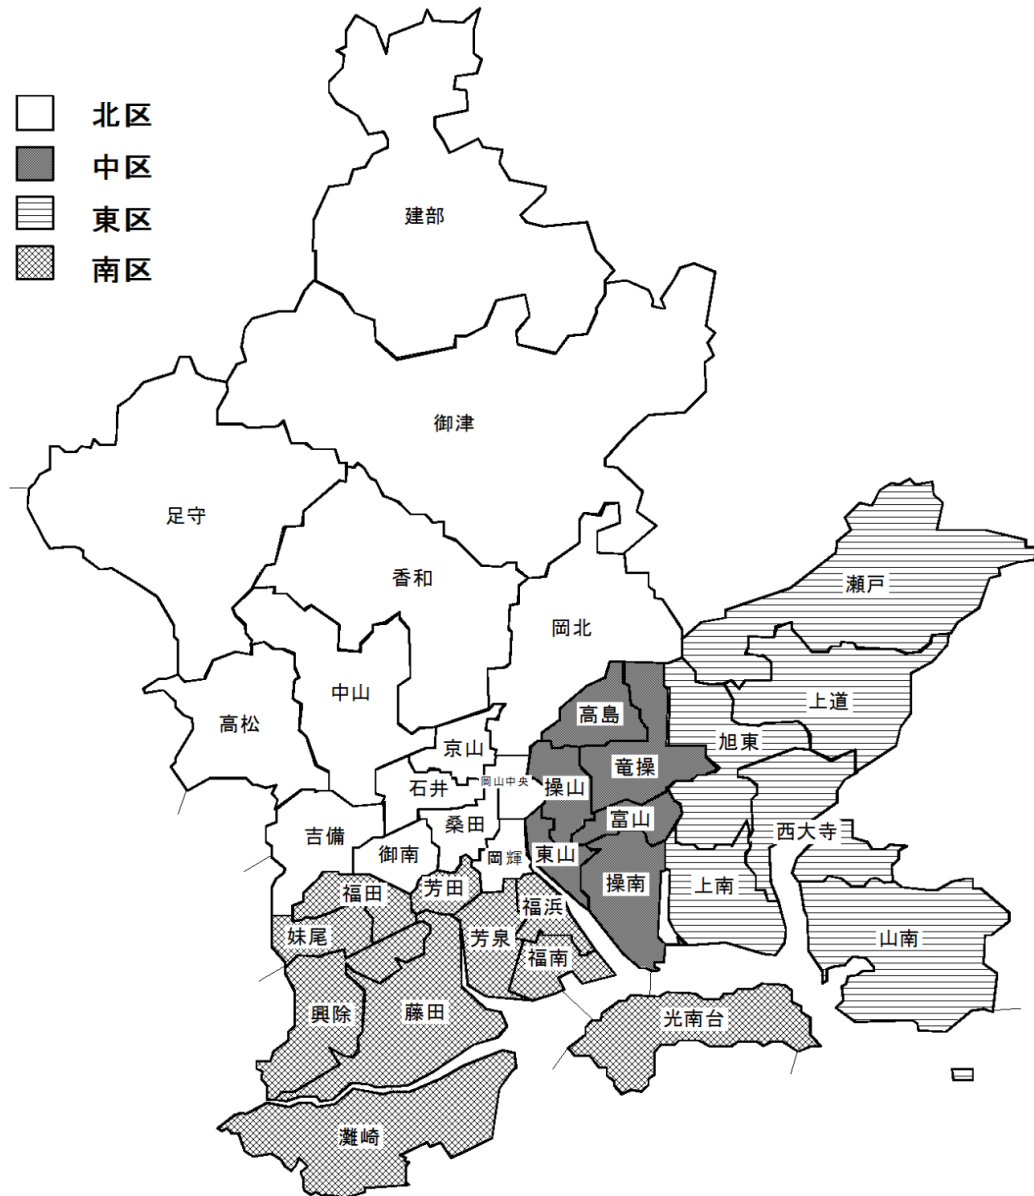 北区
中区
東区
南区
建部
御津
足守
香和
瀬戸
岡北
中山
上道
高島
高松
旭東
京山
竜操
岡山中央
石井
操山
富山
桑田
吉備
西大寺
御南
岡輝
東山
操南
上南
芳田
福田
福浜
妹尾
芳泉
山南
福南
興除
藤田
光南台
灘崎